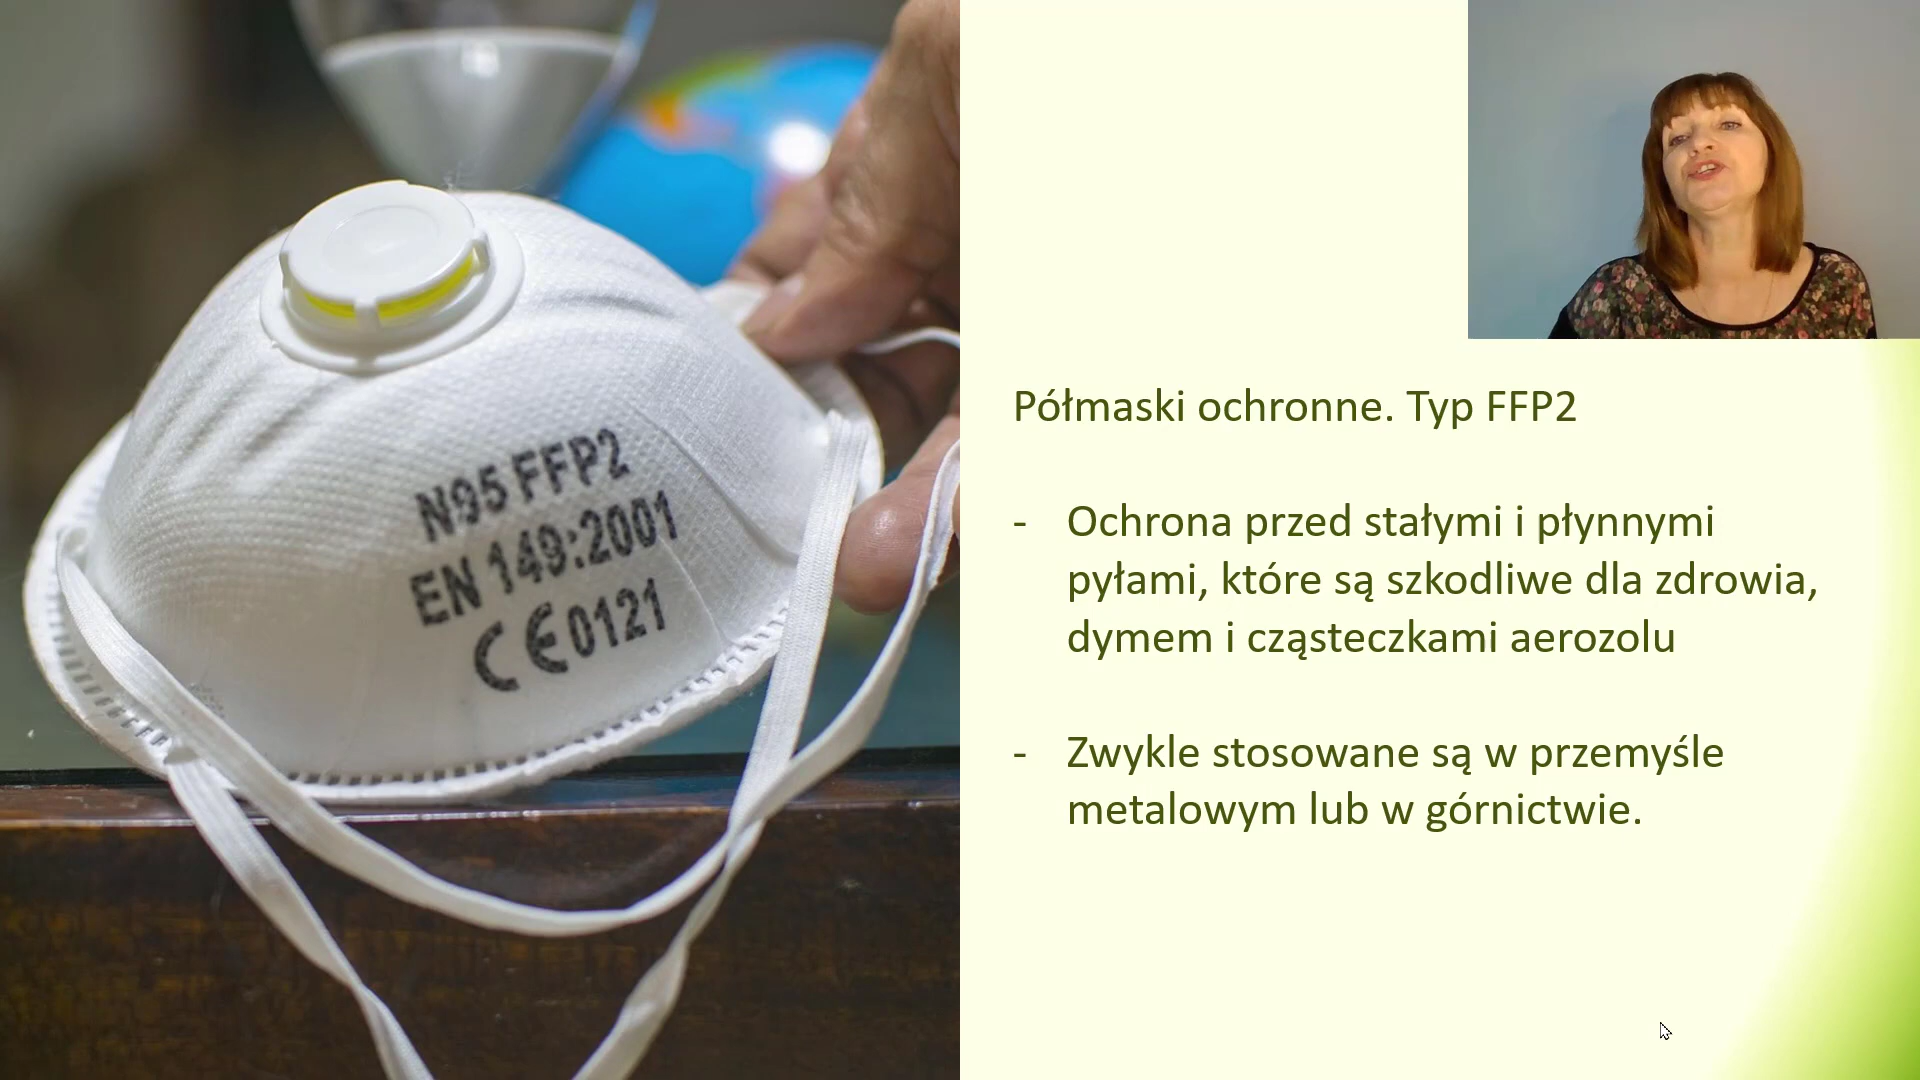 N95 FFP2
EN 149:2001
CE 0121
Półmaski ochronne. Typ FFP2
- Ochrona przed stałymi i płynnymi
pyłami, które są szkodliwe dla zdrowia,
dymem i cząsteczkami aerozolu
- Zwykle stosowane są w przemyśle
metalowym lub w górnictwie.